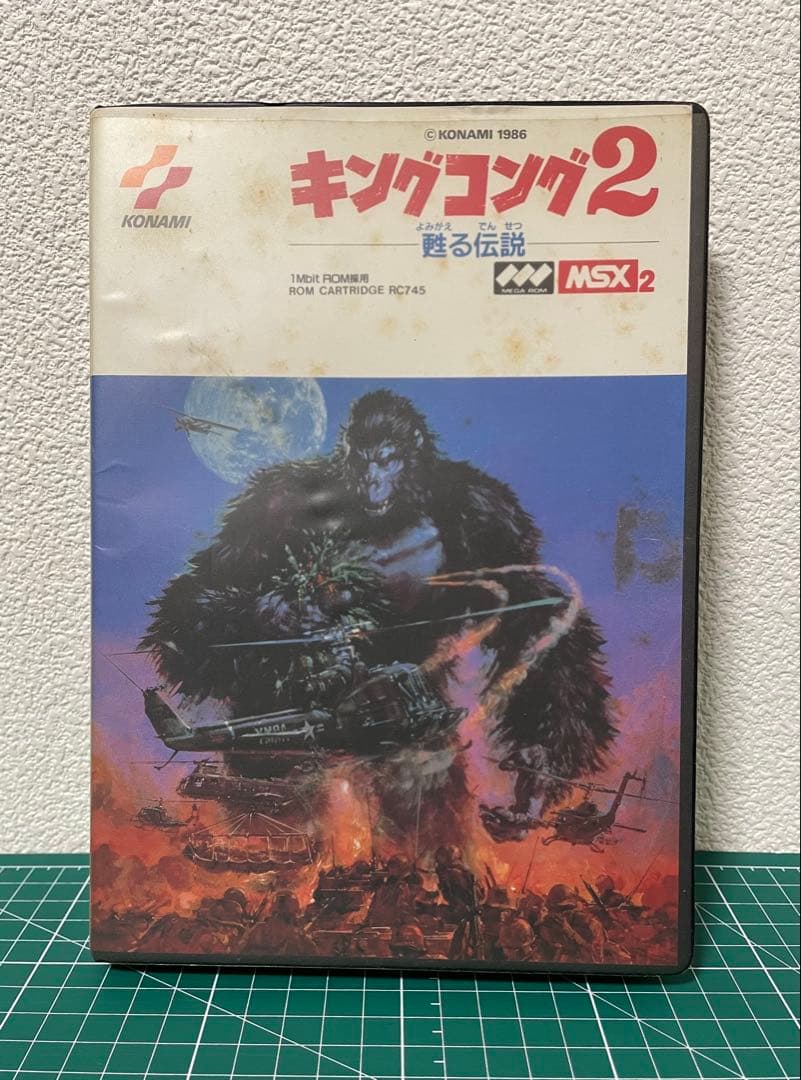 ©KONAMI 1986
KONAMI
キングコング2
よみがえ でん せつ
甦る伝説
1Mbit ROM採用
ROM CARTRIDGE RC745
MEGA ROM
MSX2